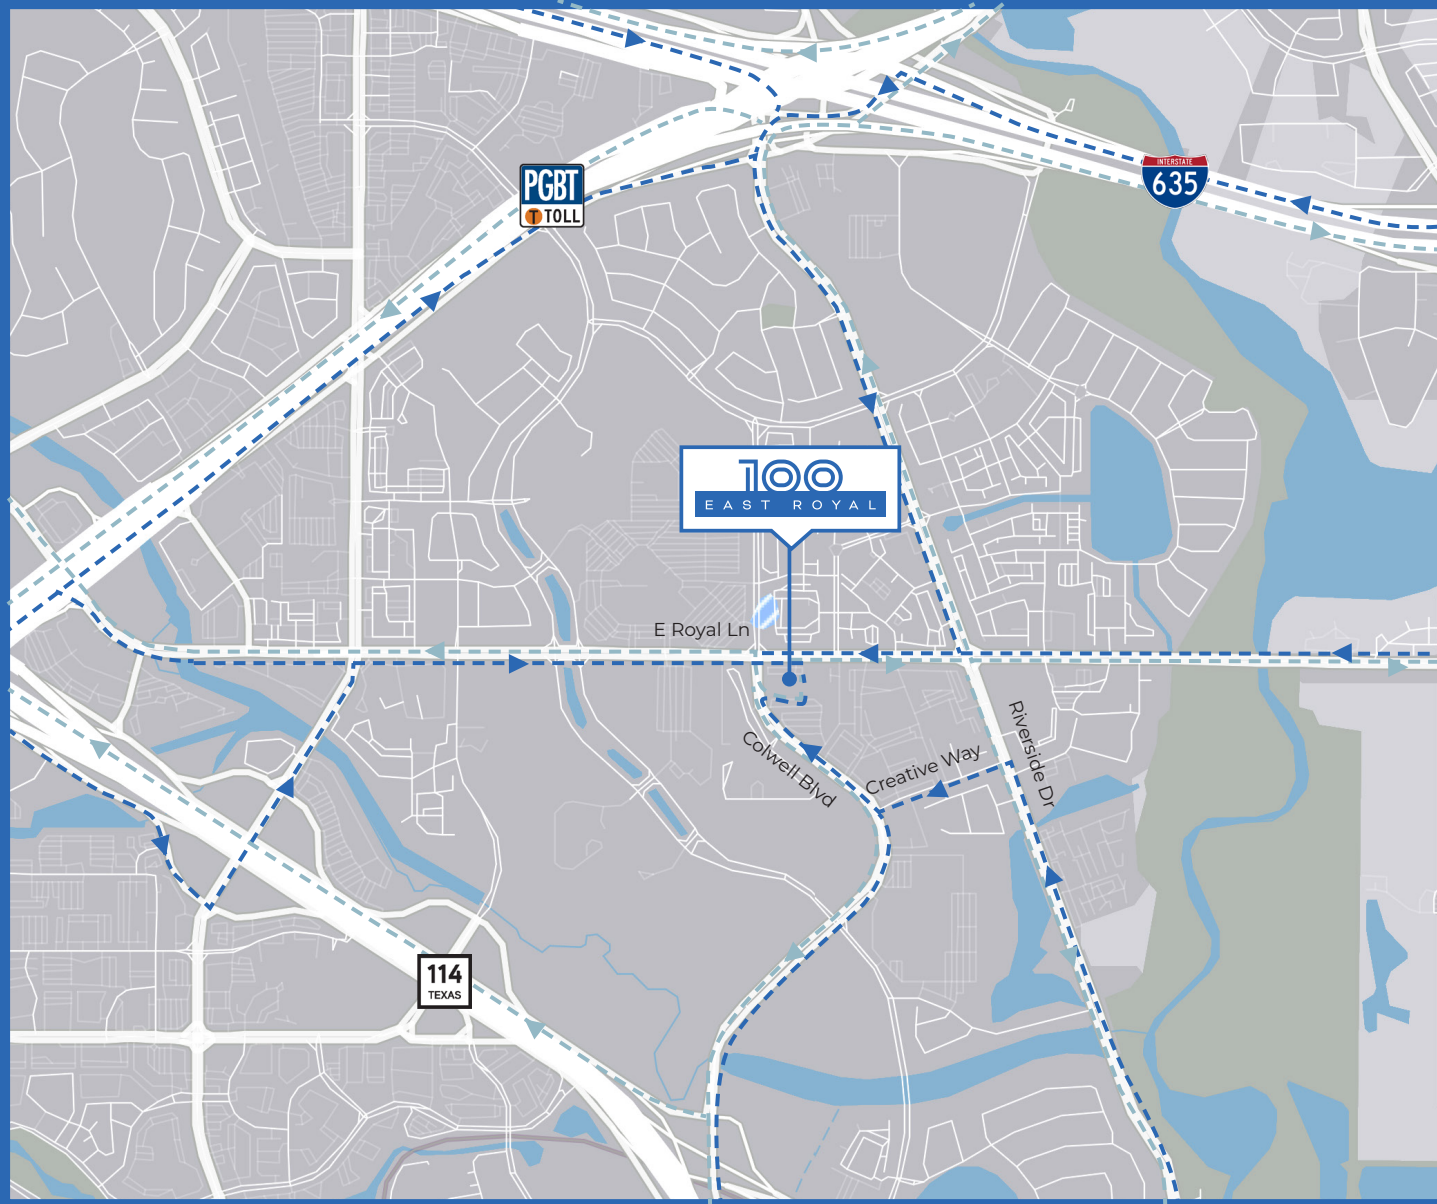 INTERSTATE
635
PGBT
T TOLL
100
EAST ROYAL
E Royal Ln
Riverside Dr
Colwell Blvd
Creative Way
114
TEXAS